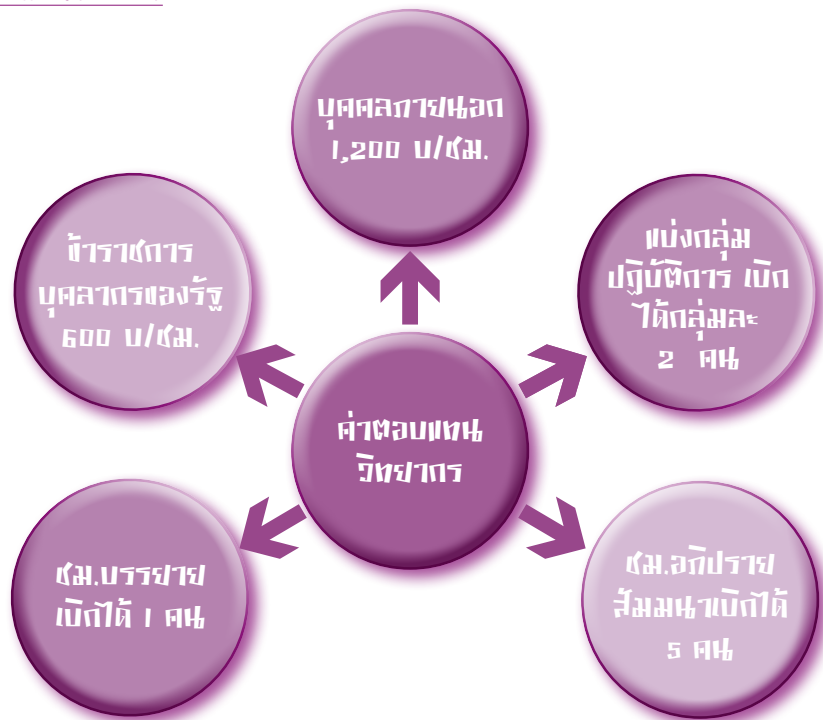 บุคคลภายนอก
1,200 บ/ชม.
ข้าราชการ
บุคลากรของรัฐ
600 บ/ชม.
แบ่งกลุ่ม
ปฏิบัติการ เบิก
ได้กลุ่มละ
2 คน
ค่าตอบแทน
วิทยากร
ชม.บรรยาย
เบิกได้ 1 คน
ชม.อภิปราย
สัมมนาเบิกได้
5 คน